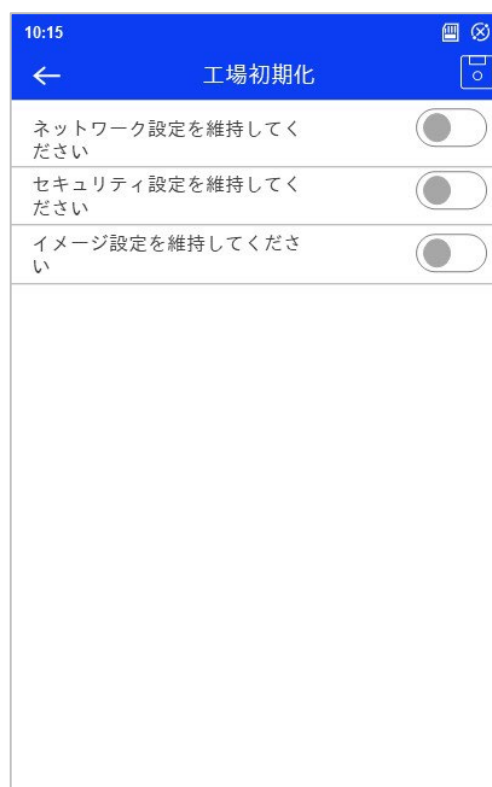 10:15
工場初期化
ネットワーク設定を維持してく
ださい
セキュリティ設定を維持してく
ださい
イメージ設定を維持してくださ
い